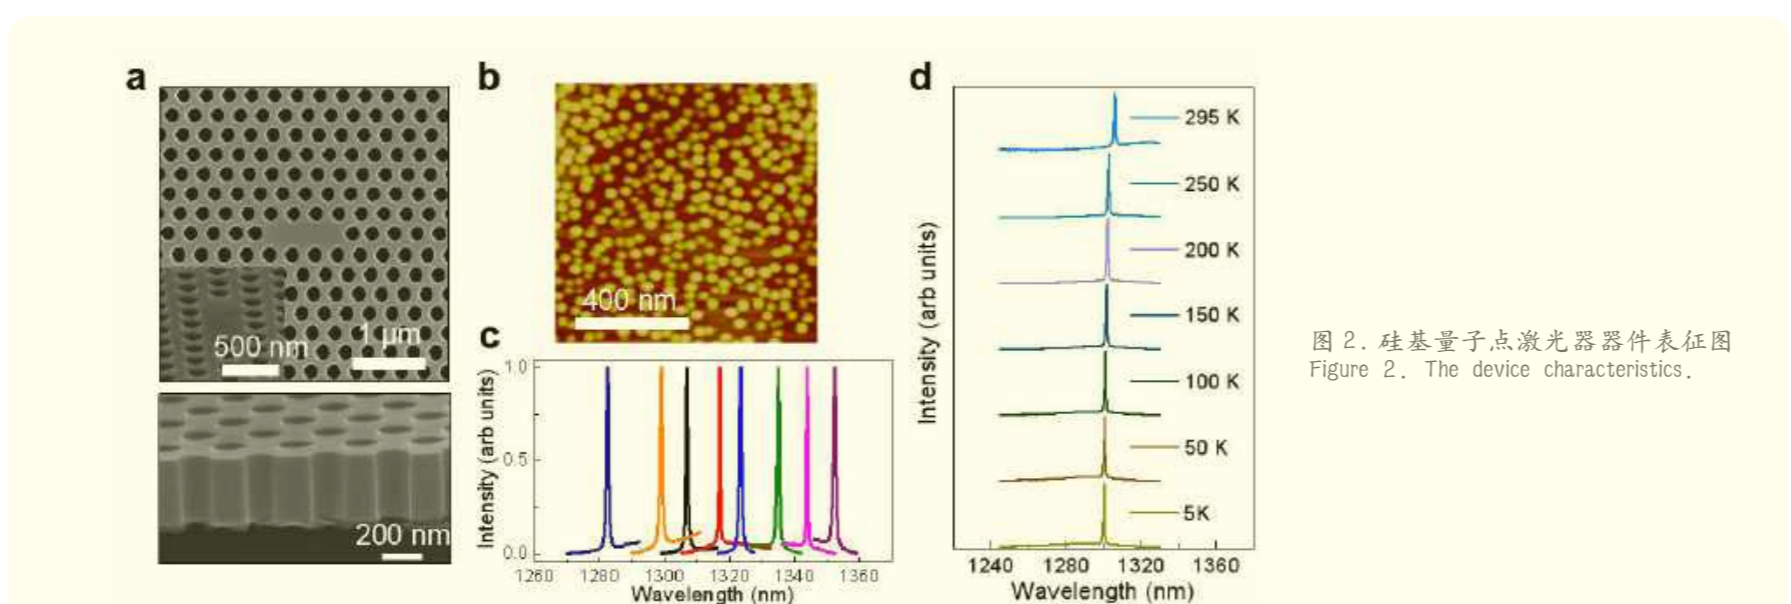 a
500 nm
1 µm
200 nm
b
400 nm
c
Intensity (arb units)
1.0
0.5
0.0
1260 1280 1300 1320 1340 1360
Wavelength (nm)
d
Intensity (arb units)
295 K
250 K
200 K
150 K
100 K
50 K
5K
1240 1280 1320 1360
Wavelength (nm)
图 2. 硅基量子点激光器器件表征图
Figure 2. The device characteristics.